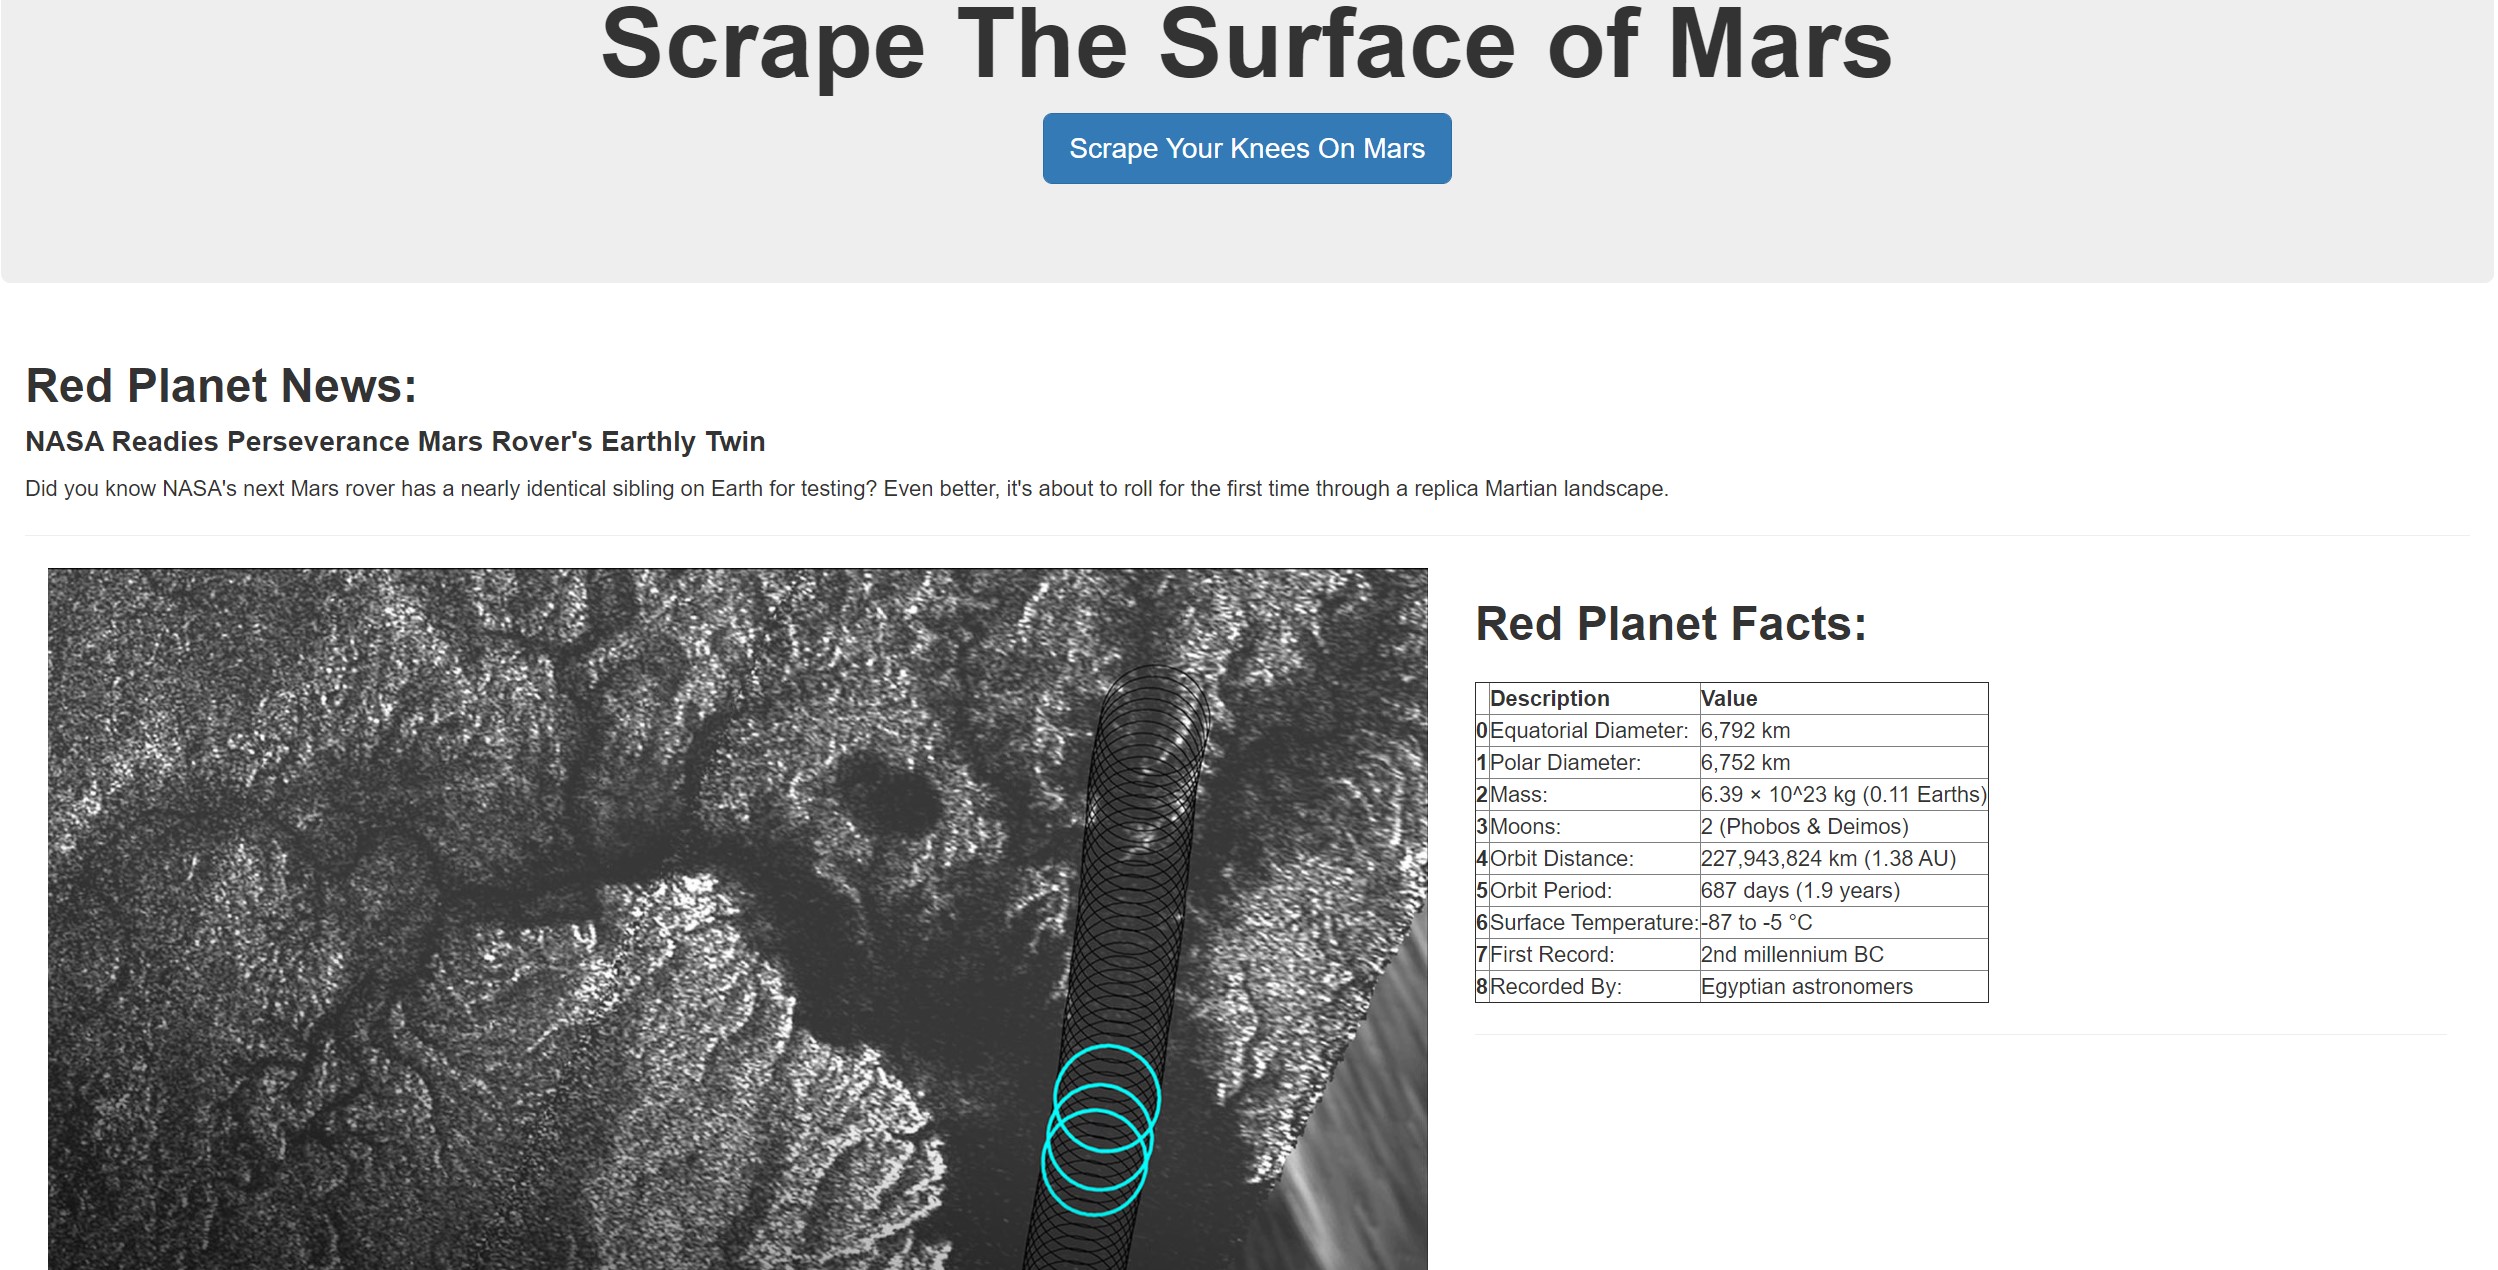 Scrape The Surface of Mars
Scrape Your Knees On Mars
Red Planet News:
NASA Readies Perseverance Mars Rover's Earthly Twin
Did you know NASA's next Mars rover has a nearly identical sibling on Earth for testing? Even better, it's about to roll for the first time through a replica Martian landscape.
Red Planet Facts:
Description Value
0 Equatorial Diameter: 6,792 km
1 Polar Diameter: 6,752 km
2 Mass: 6.39 × 10^23 kg (0.11 Earths)
3 Moons: 2 (Phobos & Deimos)
4 Orbit Distance: 227,943,824 km (1.38 AU)
5 Orbit Period: 687 days (1.9 years)
6 Surface Temperature: -87 to -5 °C
7 First Record: 2nd millennium BC
8 Recorded By: Egyptian astronomers